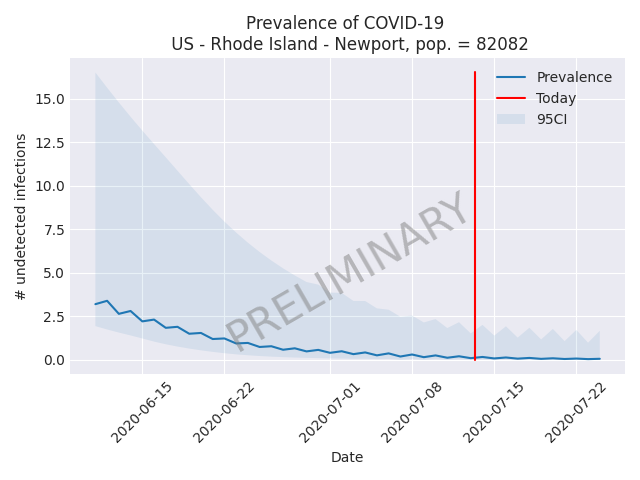 Prevalence of COVID-19
US - Rhode Island - Newport, pop. = 82082
Prevalence
Today
95CI
15.0
12.5
10.0
7.5
5.0
2.5
0.0
# undetected infections
PRELIMINARY
2020-06-15
2020-06-22
2020-07-01
2020-07-08
2020-07-15
2020-07-22
Date